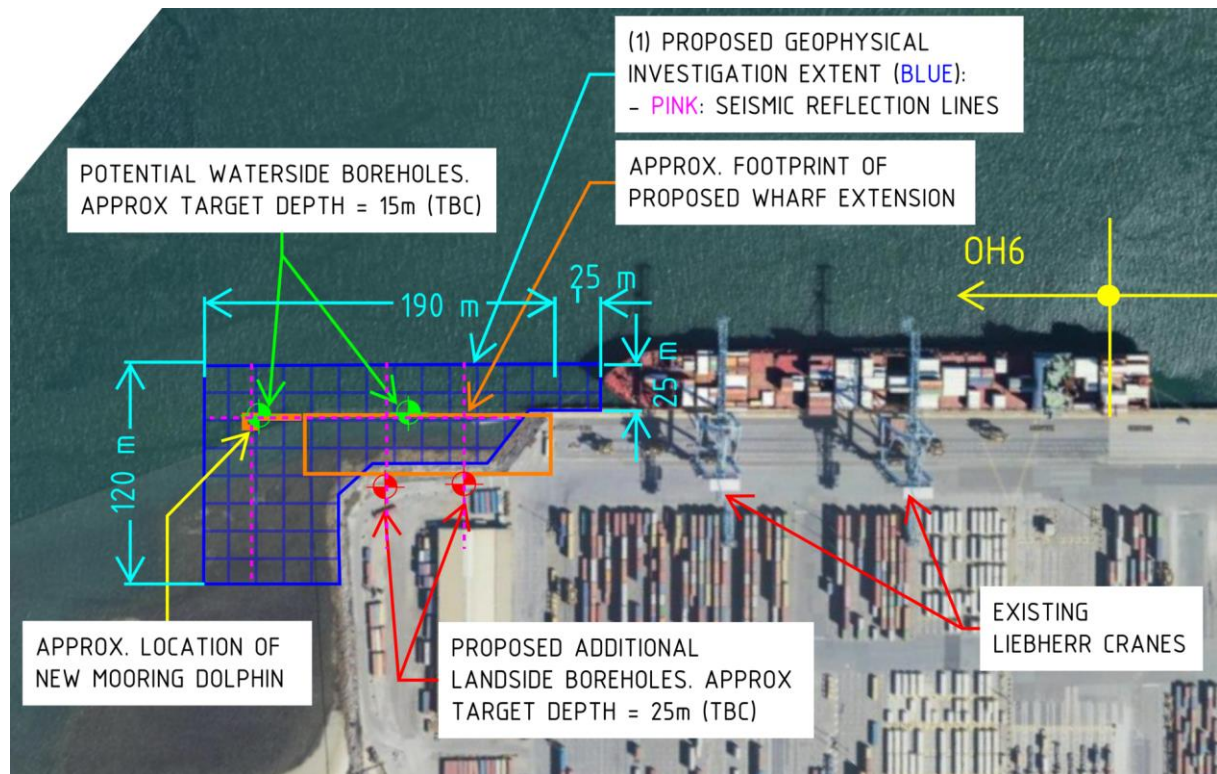 (1) PROPOSED GEOPHYSICAL
INVESTIGATION EXTENT (BLUE):
- PINK: SEISMIC REFLECTION LINES
POTENTIAL WATERSIDE BOREHOLES.
APPROX TARGET DEPTH = 15m (TBC)
APPROX. FOOTPRINT OF
PROPOSED WHARF EXTENSION
OH6
25 m
190 m
25 m
120 m
APPROX. LOCATION OF
NEW MOORING DOLPHIN
PROPOSED ADDITIONAL
LANDSIDE BOREHOLES. APPROX
TARGET DEPTH = 25m (TBC)
EXISTING
LIEBHERR CRANES